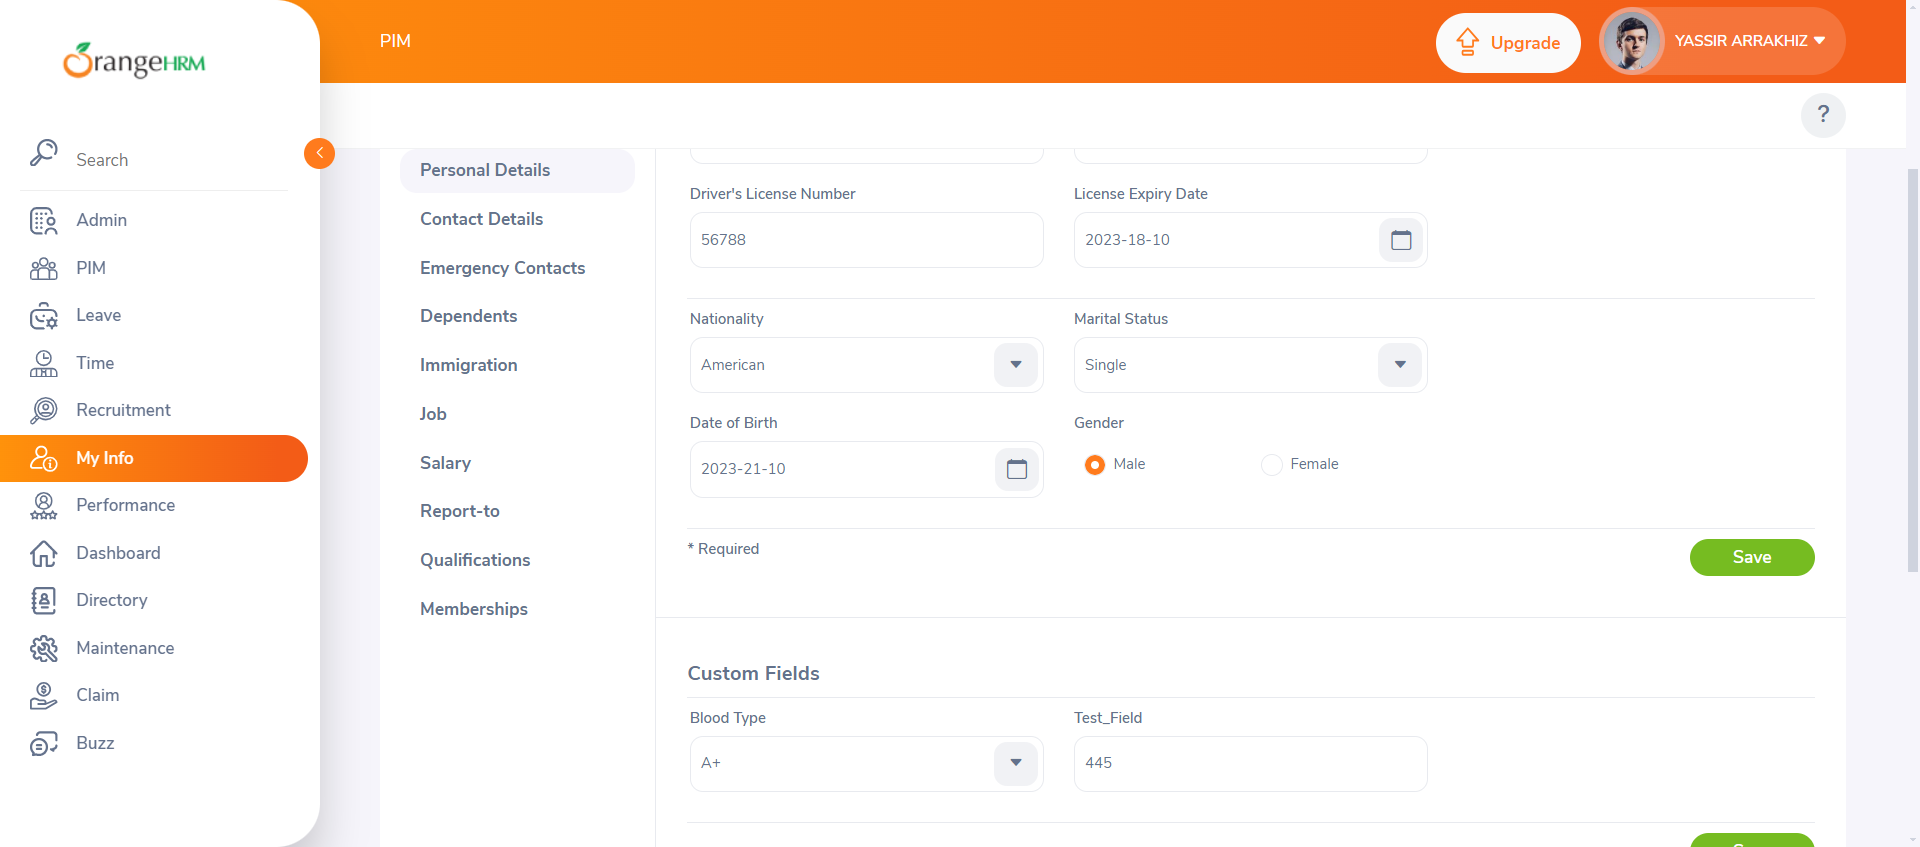 OrangeHRM
PIM
Upgrade
YASSIR ARRAKHIZ
?
Search
Admin
PIM
Leave
Time
Recruitment
My Info
Performance
Dashboard
Directory
Maintenance
Claim
Buzz
Personal Details
Contact Details
Emergency Contacts
Dependents
Immigration
Job
Salary
Report-to
Qualifications
Memberships
Driver's License Number
License Expiry Date
56788
2023-18-10
Nationality
Marital Status
American
Single
Date of Birth
Gender
2023-21-10
Male
Female
* Required
Save
Custom Fields
Blood Type
Test_Field
A+
445